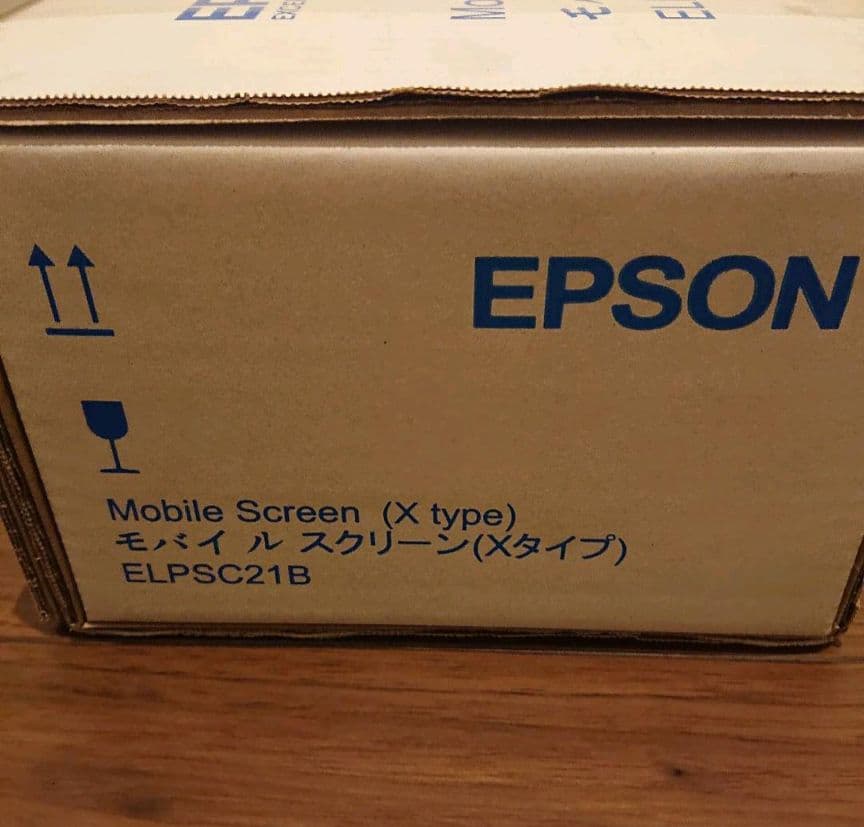 EPSON
Mobile Screen (X type)
モバイル スクリーン(Xタイプ)
ELPSC21B